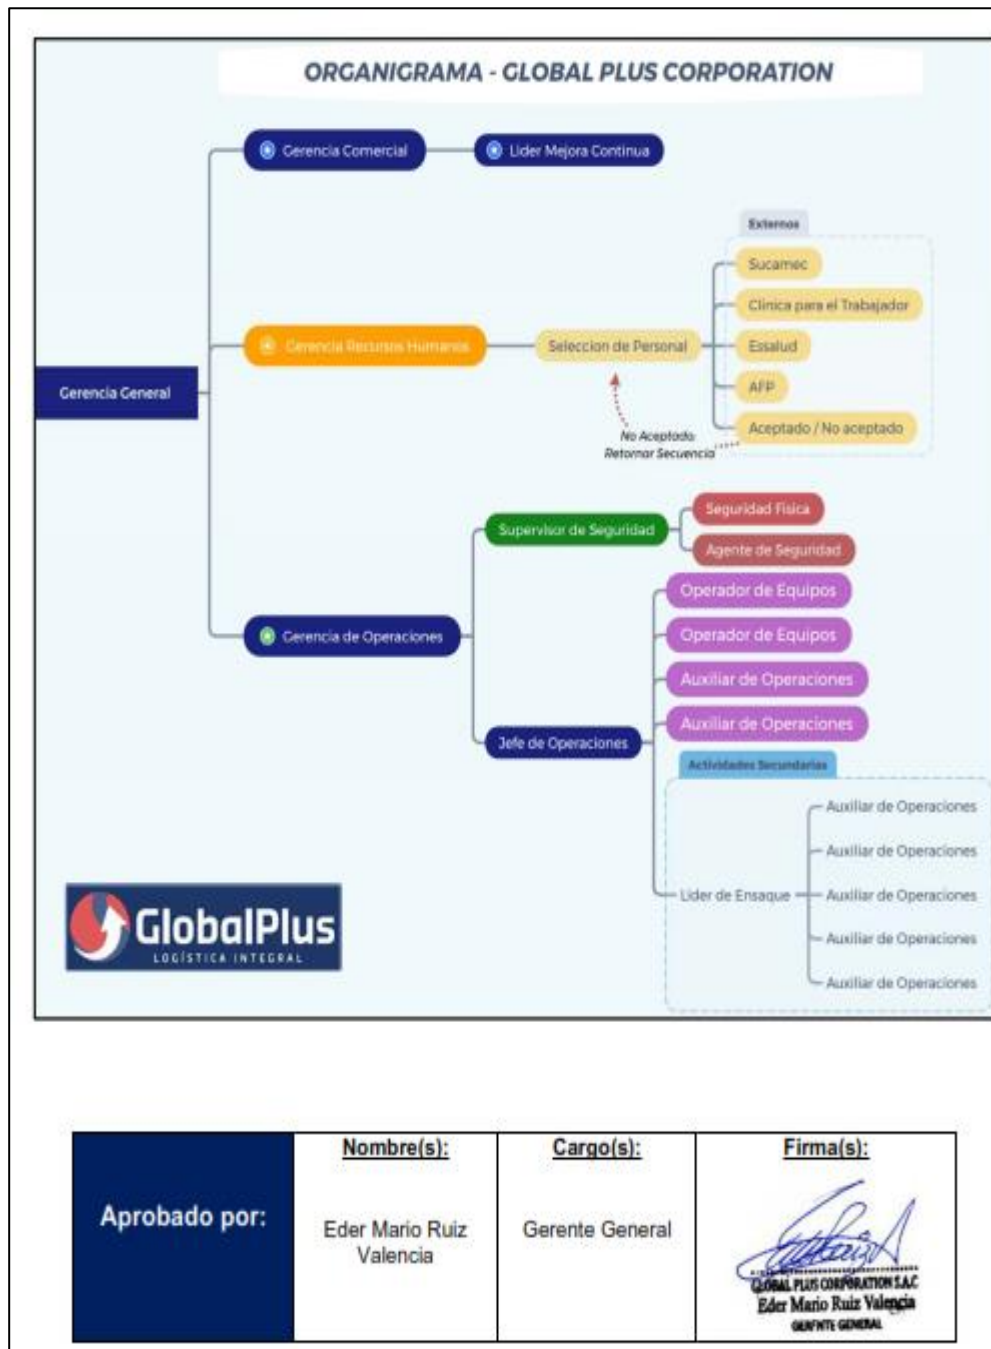 ORGANIGRAMA - GLOBAL PLUS CORPORATION
Gerencia Comercial
Lider Mejora Continua
Externos
Sucamec
Clinica para el Trabajador
Gerencia Recursos Humanos
Seleccion de Personal
Essalud
Gerencia General
AFP
Aceptado / No aceptado
No Aceptado:
Retornar Secuencia
Supervisor de Seguridad
Seguridad Fisica
Agente de Seguridad
Operador de Equipos
Gerencia de Operaciones
Operador de Equipos
Auxiliar de Operaciones
Auxiliar de Operaciones
Jefe de Operaciones
Actividades Secundarias
Auxiliar de Operaciones
Auxiliar de Operaciones
Lider de Ensaque
Auxiliar de Operaciones
Auxiliar de Operaciones
Auxiliar de Operaciones
GlobalPlus
LOGÍSTICA INTEGRAL
Aprobado por:
Nombre(s):
Eder Mario Ruiz
Valencia
Cargo(s):
Gerente General
Firma(s):
GLOBAL PLUS CORPORATION S.A.C
Eder Mario Ruiz Valencia
GERENTE GENERAL